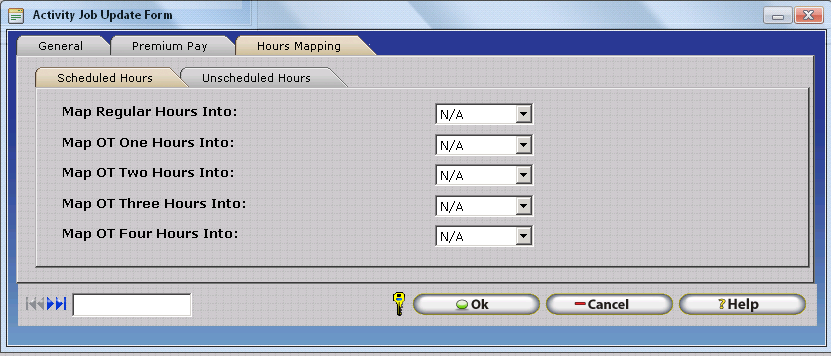 Activity Job Update Form
General Premium Pay Hours Mapping
Scheduled Hours Unscheduled Hours
Map Regular Hours Into: N/A
Map OT One Hours Into: N/A
Map OT Two Hours Into: N/A
Map OT Three Hours Into: N/A
Map OT Four Hours Into: N/A
Ok Cancel ?Help